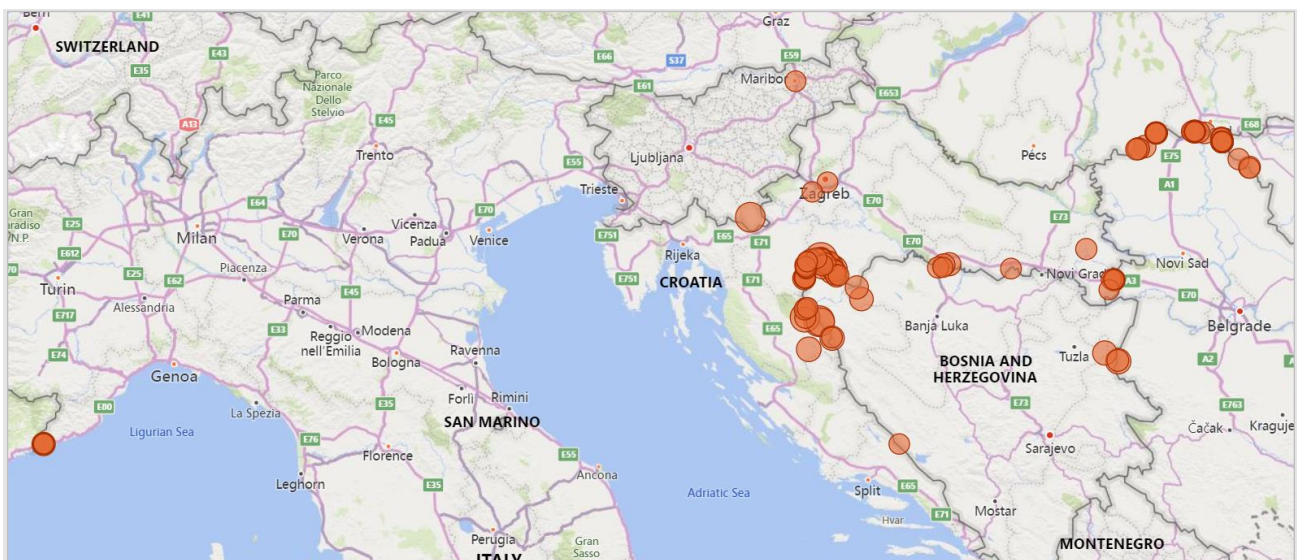 Bern
E41
Graz
SWITZERLAND
E43
E66
S37
E59
E35
Parco
Nazionale
Dello
Stelvio
E61
Maribor
E653
A13
E45
E68
Trento
Ljubljana
Pécs
E75
E55
Trieste
A1
Gran
E64
Zagreb
E70
E73
N.P.
E25
Vicenza
E70
E751
E65
E71
E612
Milan
E70
Verona
Padua
Venice
Rijeka
E70
Novi Sad
70
Piacenza
E751
CROATIA
E71
Novi Grad
A3
E70
Turin
E25
E62
E45
Alessandria
Parma
Banja Luka
Belgrade
E717
E33
Modena
E65
Reggio
nell'Emilia
Bologna
Ravenna
Tuzla
A2
E74
BOSNIA AND
HERZEGOVINA
Genoa
E35
Forlì
Rimini
E80
La Spezia
SAN MARINO
E73
E763
Čačak
Ligurian Sea
E76
Florence
E55
Sarajevo
Leghorn
E35
Ancona
Adriatic Sea
Split
E65
Hvar
E71
Mostar
Perugia
Gran
Sasso
MONTENEGRO
ITALY